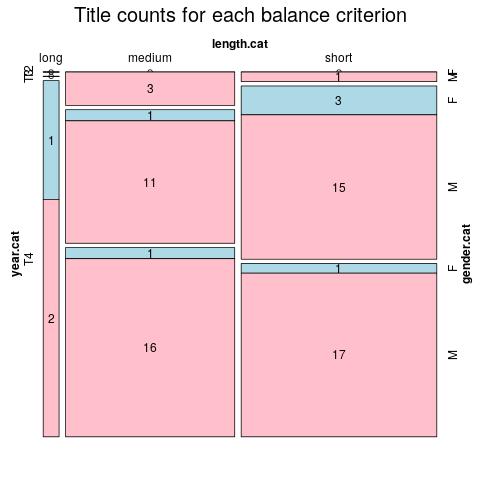 Title counts for each balance criterion
length.cat
long medium short
M
3
1
1
3
F
1
11
15
M
year.cat
T4
gender.cat
1
1
F
2
16
17
M